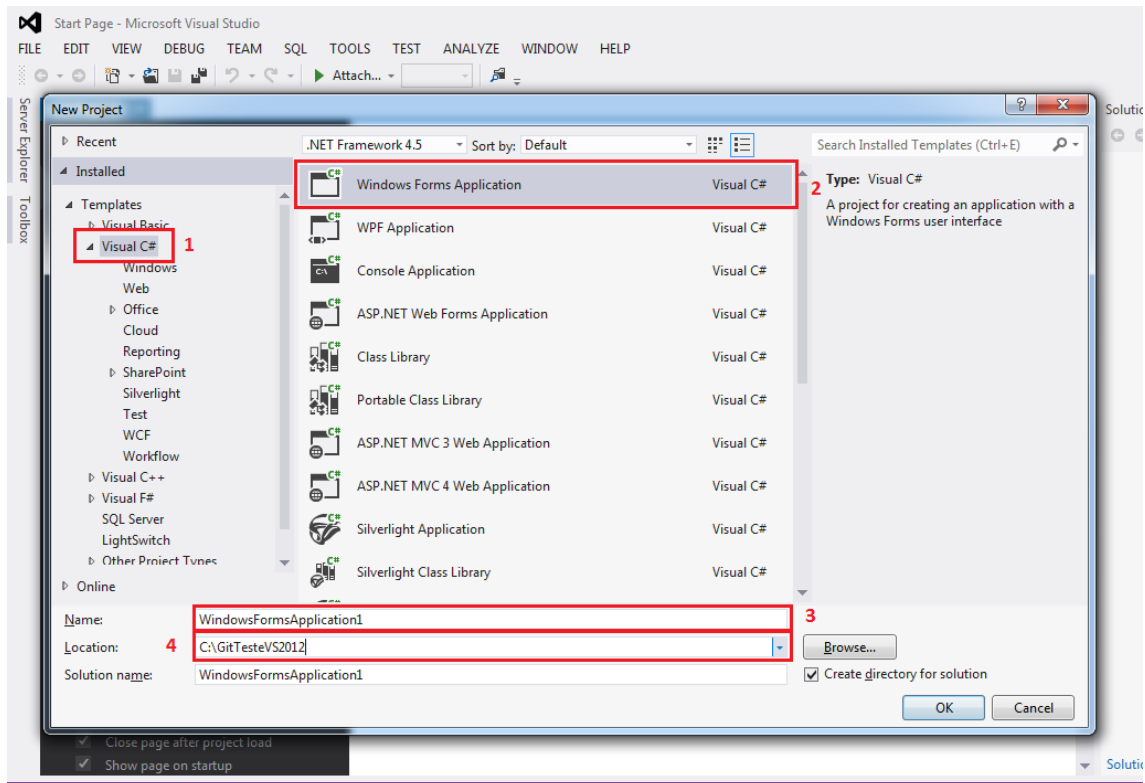 Start Page - Microsoft Visual Studio
FILE EDIT VIEW DEBUG TEAM SQL TOOLS TEST ANALYZE WINDOW HELP
Attach...
Server Explorer
Toolbox
New Project
Recent
Installed
Templates
Visual Basic
Visual C# 1
Windows
Web
Office
Cloud
Reporting
SharePoint
Silverlight
Test
WCF
Workflow
Visual C++
Visual F#
SQL Server
LightSwitch
Other Project Types
Online
.NET Framework 4.5 Sort by: Default
C# Windows Forms Application Visual C# 2
C# WPF Application Visual C#
C# C:\ Console Application Visual C#
C# ASP.NET Web Forms Application Visual C#
C# Class Library Visual C#
C# Portable Class Library Visual C#
C# ASP.NET MVC 3 Web Application Visual C#
C# ASP.NET MVC 4 Web Application Visual C#
C# Silverlight Application Visual C#
C# Silverlight Class Library Visual C#
Search Installed Templates (Ctrl+E)
Type: Visual C#
A project for creating an application with a
Windows Forms user interface
Name: WindowsFormsApplication1 3
Location: 4 C:\GitTesteVS2012 Browse...
Solution name: WindowsFormsApplication1 Create directory for solution
OK Cancel
Close page after project load
Show page on startup
Solutio
Solutio